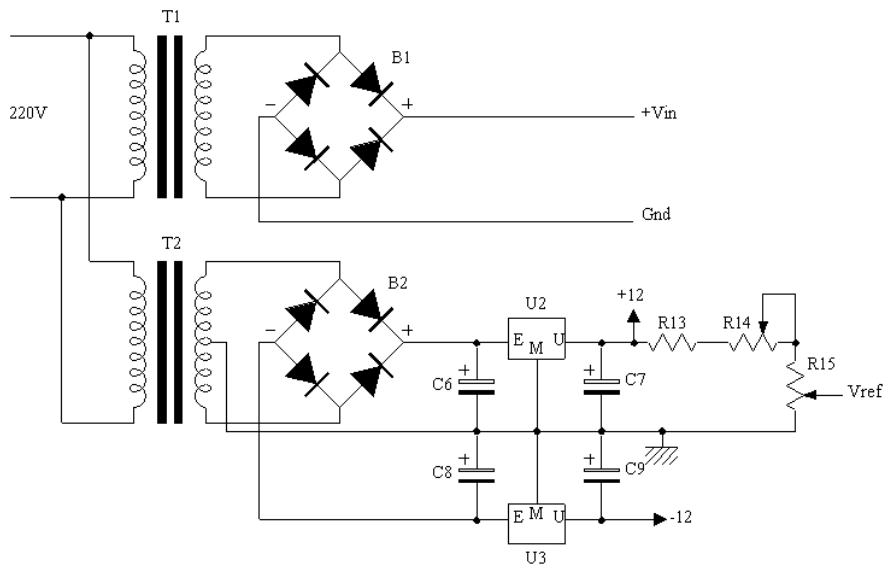 T1
B1
220V
−
+
+Vin
Gnd
T2
B2
−
+
U2
E
M
U
+12
R13
R14
R15
Vref
+
C6
+
C7
+
C8
+
C9
E
M
U
U3
-12